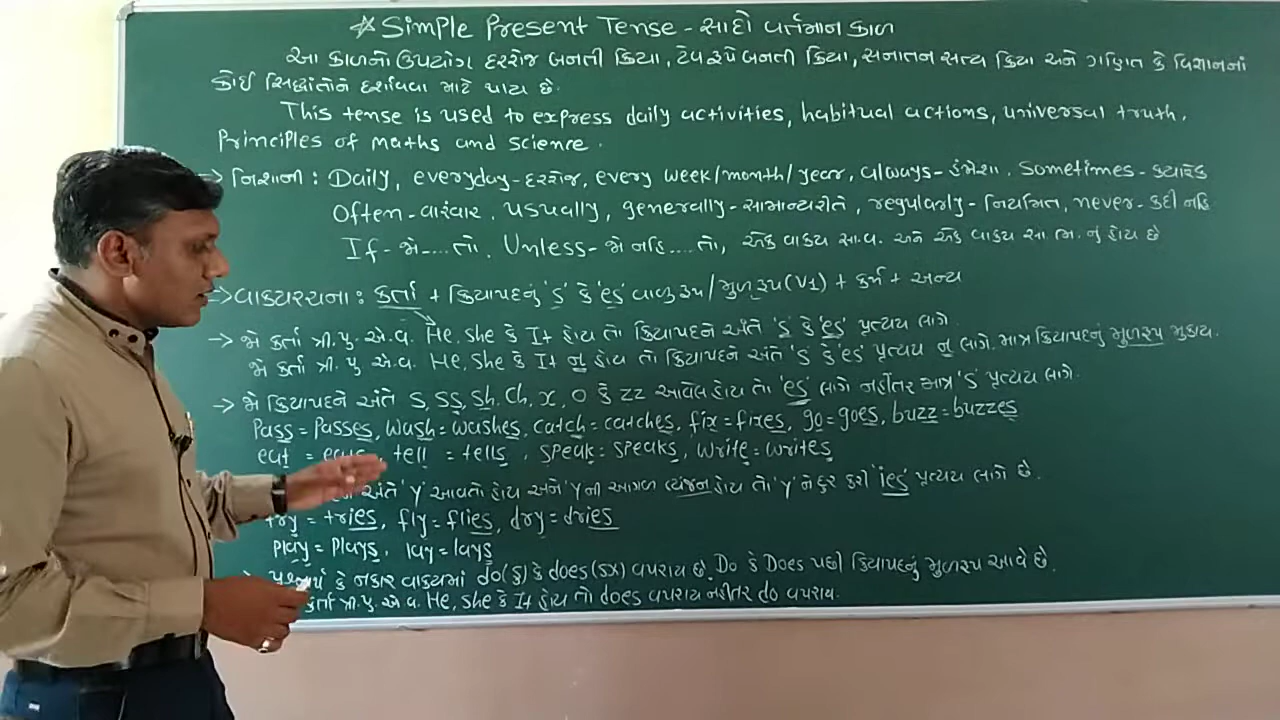 ☆ Simple Present Tense - સાદો વર્તમાન કાળ
આ કાળનો ઉપયોગ દરરોજ બનતી ક્રિયા, ટેવ રૂપે બનતી ક્રિયા, સનાતન સત્ય ક્રિયા અને ગણિત કે વિજ્ઞાનનાં
કોઈ સિદ્ધાંતોને દર્શાવવા માટે થાય છે.
This tense is used to express daily activities, habitual actions, universal truth,
Principles of maths and science.
→ નિશાની : Daily, everyday - દરરોજ, every week/month/year, always - હંમેશા, Sometimes - ક્યારેક
Often - વારંવાર, usually, generally - સામાન્યરીતે, regularly - નિયમિત, never - કદી નહિ
If - જો....તો, Unless - જો નહિ....તો, એક વાક્ય સા.વ. અને એક વાક્ય સા.ભ. નું હોય છે
→ વાક્યરચના : કર્તા + ક્રિયાપદનું 's' કે 'es' વાળુ રૂપ/મુળરૂપ (V1) + કર્મ + અન્ય
→ જો કર્તા ત્રી.પુ. એ.વ. He, She કે It હોય તો ક્રિયાપદને અંતે 's' કે 'es' પ્રત્યય લાગે.
જો કર્તા ત્રી.પુ. એ.વ. He, She કે It ન હોય તો ક્રિયાપદને અંતે 's' કે 'es' પ્રત્યય ન લાગે. માત્ર ક્રિયાપદનું મુળરૂપ મુકાય.
→ જો ક્રિયાપદને અંતે s, ss, sh, ch, x, o કે zz આવેલ હોય તો 'es' લાગે નહીંતર માત્ર 's' પ્રત્યય લાગે.
Pass = Passes, wash = washes, catch = catches, fix = fixes, go = goes, buzz = buzzes
eat = , tell = tells, speak = speaks, write = writes
અંતે 'y' આવતો હોય અને 'y'ની આગળ વ્યંજન હોય તો 'y' ને દુર કરી 'ies' પ્રત્યય લાગે છે.
try = tries, fly = flies, dry = dries
play = plays, lay = lays
કે નકાર વાક્યમાં do(ડુ) કે does(ડઝ) વપરાય છે. Do કે Does પછી ક્રિયાપદનું મુળરૂપ આવે છે.
કર્તા ત્રી.પુ. એ.વ. He, She કે It હોય તો does વપરાય નહીંતર do વપરાય.